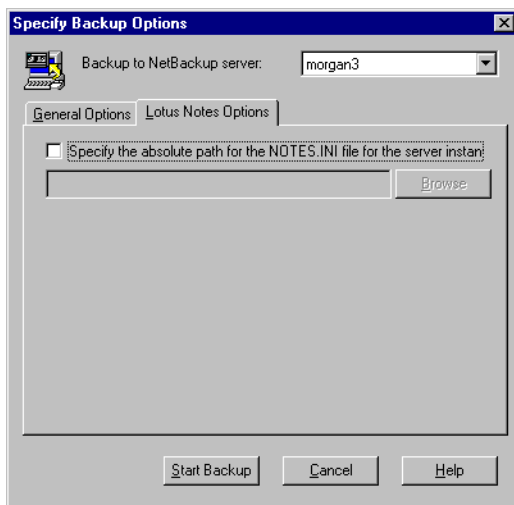 Specify Backup Options
Backup to NetBackup server: morgan3
General Options Lotus Notes Options
Specify the absolute path for the NOTES.INI file for the server instan
Browse
Start Backup Cancel Help